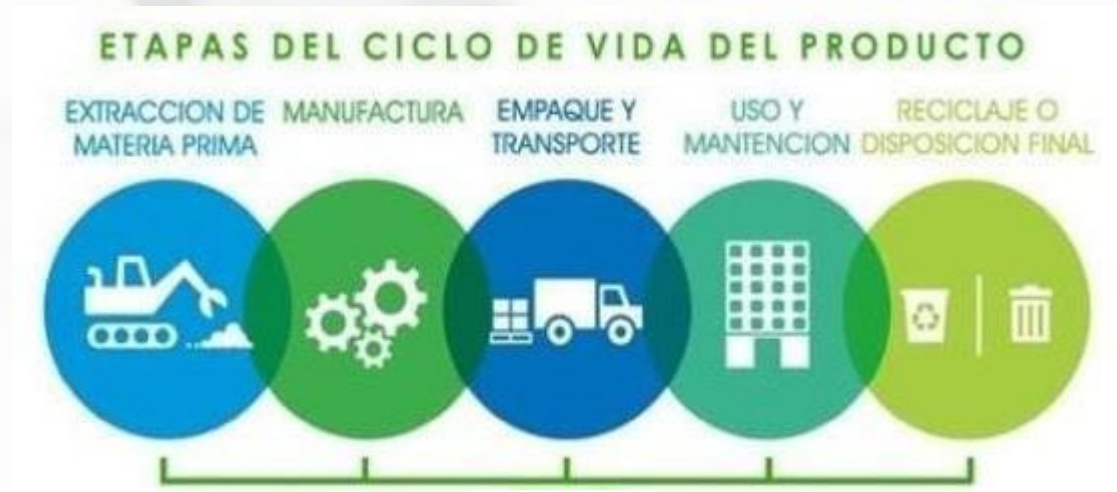 ETAPAS DEL CICLO DE VIDA DEL PRODUCTO
EXTRACCION DE
MATERIA PRIMA
MANUFACTURA
EMPAQUE Y
TRANSPORTE
USO Y
MANTENCION
RECICLAJE O
DISPOSICION FINAL